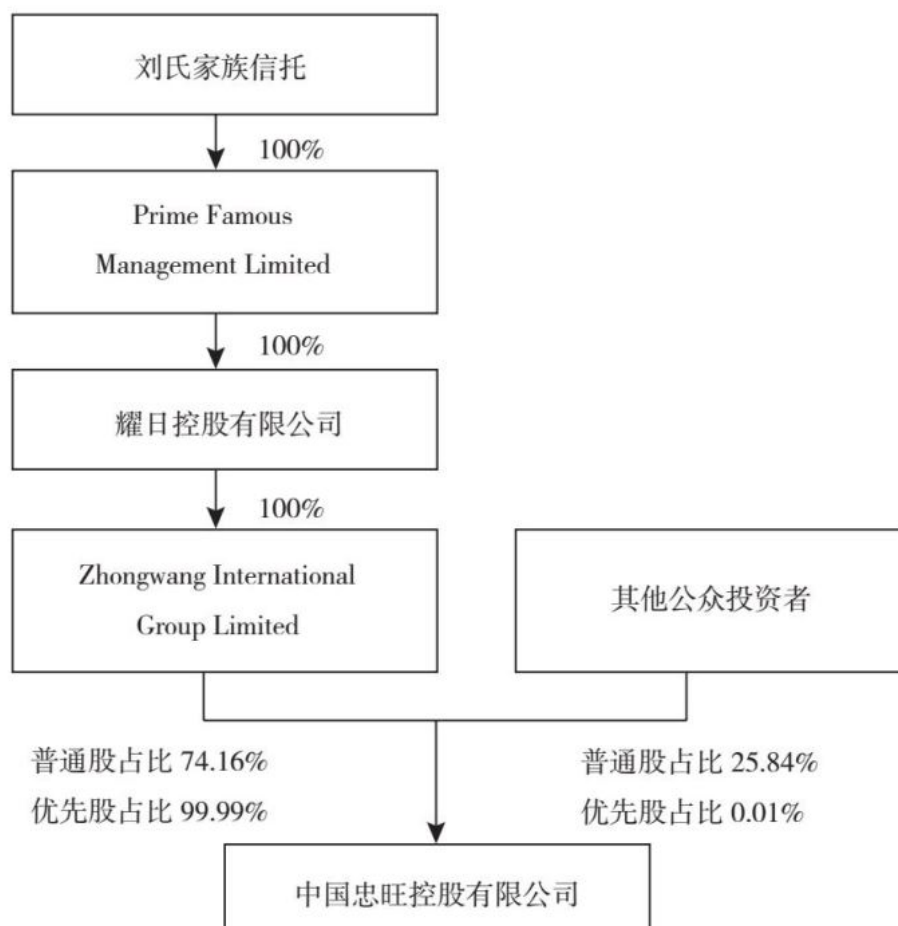 刘氏家族信托
100%
Prime Famous
Management Limited
100%
耀日控股有限公司
100%
Zhongwang International
Group Limited
其他公众投资者
普通股占比 74.16%
优先股占比 99.99%
普通股占比 25.84%
优先股占比 0.01%
中国忠旺控股有限公司